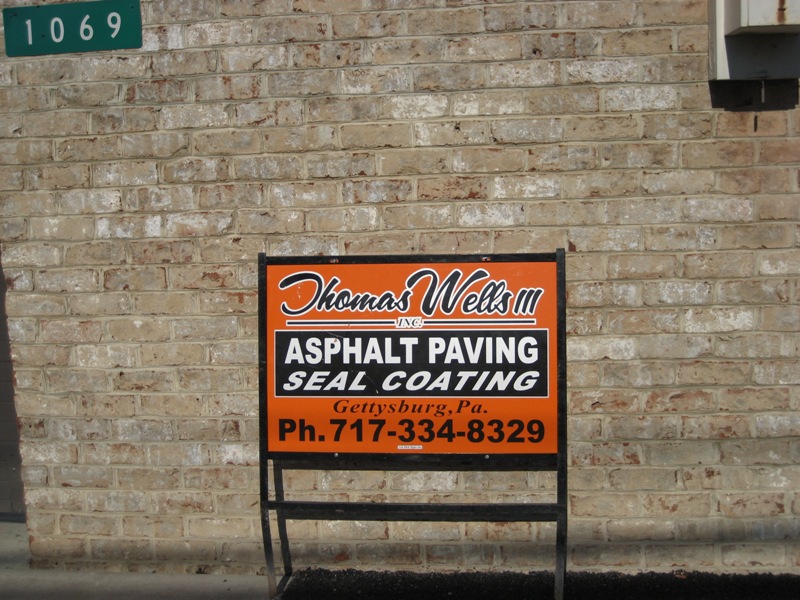 1069
Thomas Wells III
INC.
ASPHALT PAVING
SEAL COATING
Gettysburg, Pa.
Ph. 717-334-8329